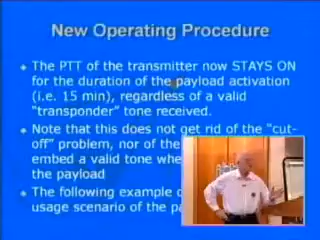 New Operating Procedure
The PTT of the transmitter now STAYS ON
for the duration of the payload activation
(i.e. 15 min), regardless of a valid
"transponder" tone received.
Note that this does not get rid of the "cut-
off" problem, nor of the
embed a valid tone whe
the payload
The following example
usage scenario of the pa